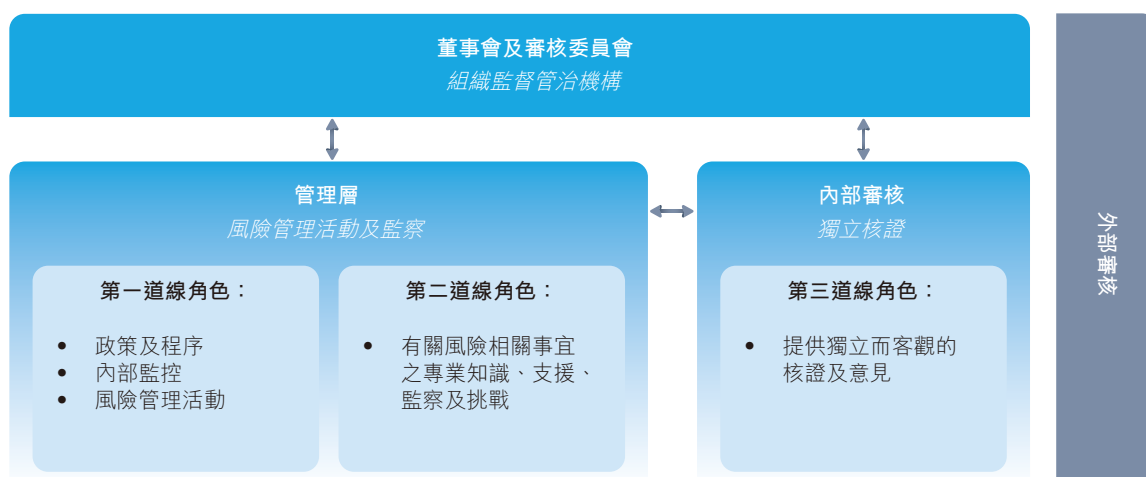 董事會及審核委員會
組織監督管治機構
管理層
風險管理活動及監察
第一道線角色：
• 政策及程序
• 內部監控
• 風險管理活動
第二道線角色：
• 有關風險相關事宜
之專業知識、支援、
監察及挑戰
內部審核
獨立核證
第三道線角色：
• 提供獨立而客觀的
核證及意見
外部審核